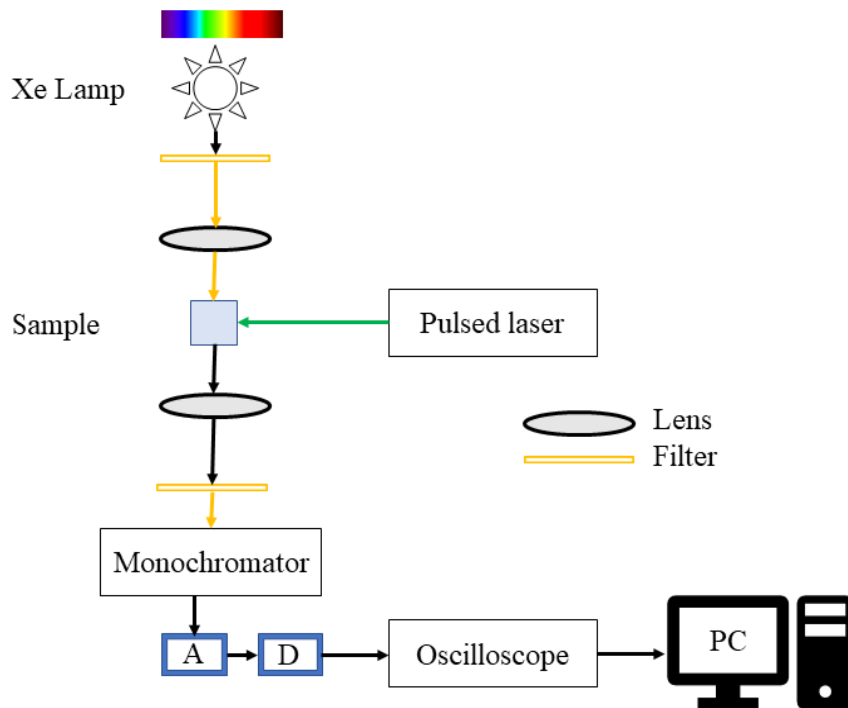 Xe Lamp
Sample
Pulsed laser
Lens
Filter
Monochromator
A
D
Oscilloscope
PC